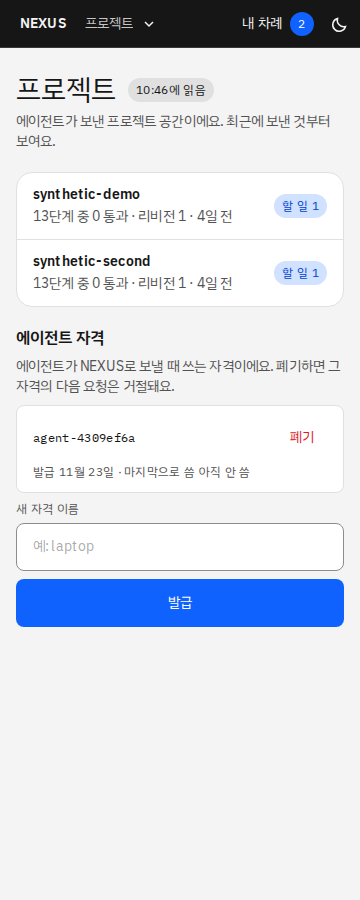 NEXUS 프로젝트 내 차례 2
프로젝트 10:46에 읽음
에이전트가 보낸 프로젝트 공간이에요. 최근에 보낸 것부터
보여요.
synthetic-demo
13단계 중 0 통과 · 리비전 1 · 4일 전
할 일 1
synthetic-second
13단계 중 0 통과 · 리비전 1 · 4일 전
할 일 1
에이전트 자격
에이전트가 NEXUS로 보낼 때 쓰는 자격이에요. 폐기하면 그
자격의 다음 요청은 거절돼요.
agent-4309ef6a 폐기
발급 11월 23일 · 마지막으로 씀 아직 안 씀
새 자격 이름
예: laptop
발급